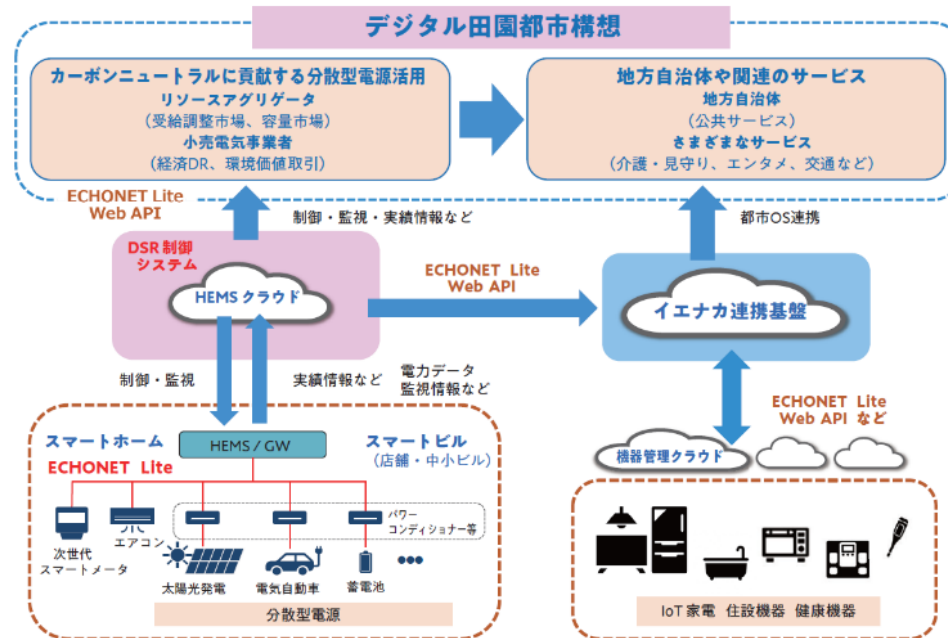 デジタル田園都市構想
カーボンニュートラルに貢献する分散型電源活用
リソースアグリゲータ
（受給調整市場、容量市場）
小売電気事業者
（経済DR、環境価値取引）
地方自治体や関連のサービス
地方自治体
（公共サービス）
さまざまなサービス
（介護・見守り、エンタメ、交通など）
ECHONET Lite
Web API
制御・監視・実績情報など
都市OS連携
DSR制御
システム
HEMSクラウド
ECHONET Lite
Web API
イエナカ連携基盤
制御・監視
実績情報など
電力データ
監視情報など
ECHONET Lite
Web API など
スマートホーム
HEMS / GW
スマートビル
（店舗・中小ビル）
ECHONET Lite
機器管理クラウド
パワー
コンディショナー等
次世代
スマートメータ
エアコン
太陽光発電
電気自動車
蓄電池
分散型電源
IoT家電 住設機器 健康機器